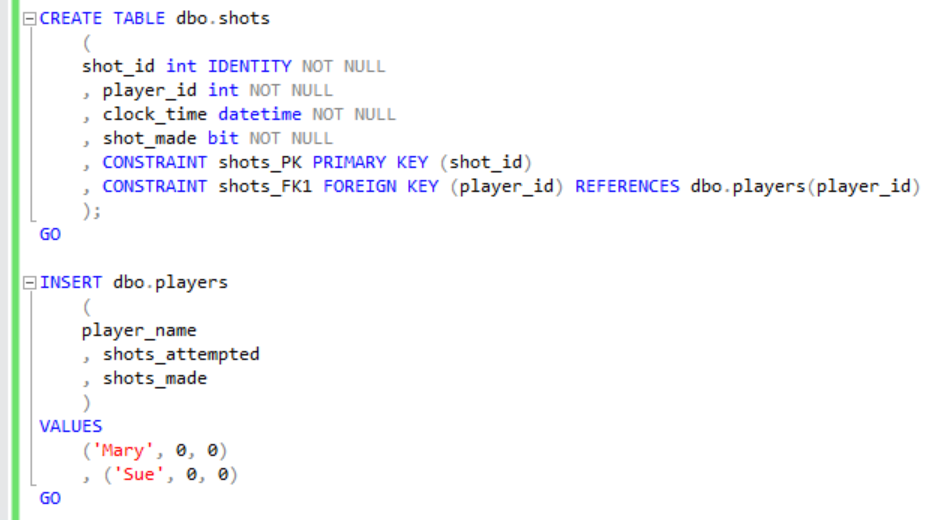 CREATE TABLE dbo.shots
(
shot_id int IDENTITY NOT NULL
, player_id int NOT NULL
, clock_time datetime NOT NULL
, shot_made bit NOT NULL
, CONSTRAINT shots_PK PRIMARY KEY (shot_id)
, CONSTRAINT shots_FK1 FOREIGN KEY (player_id) REFERENCES dbo.players(player_id)
);
GO
INSERT dbo.players
(
player_name
, shots_attempted
, shots_made
)
VALUES
('Mary', 0, 0)
, ('Sue', 0, 0)
GO